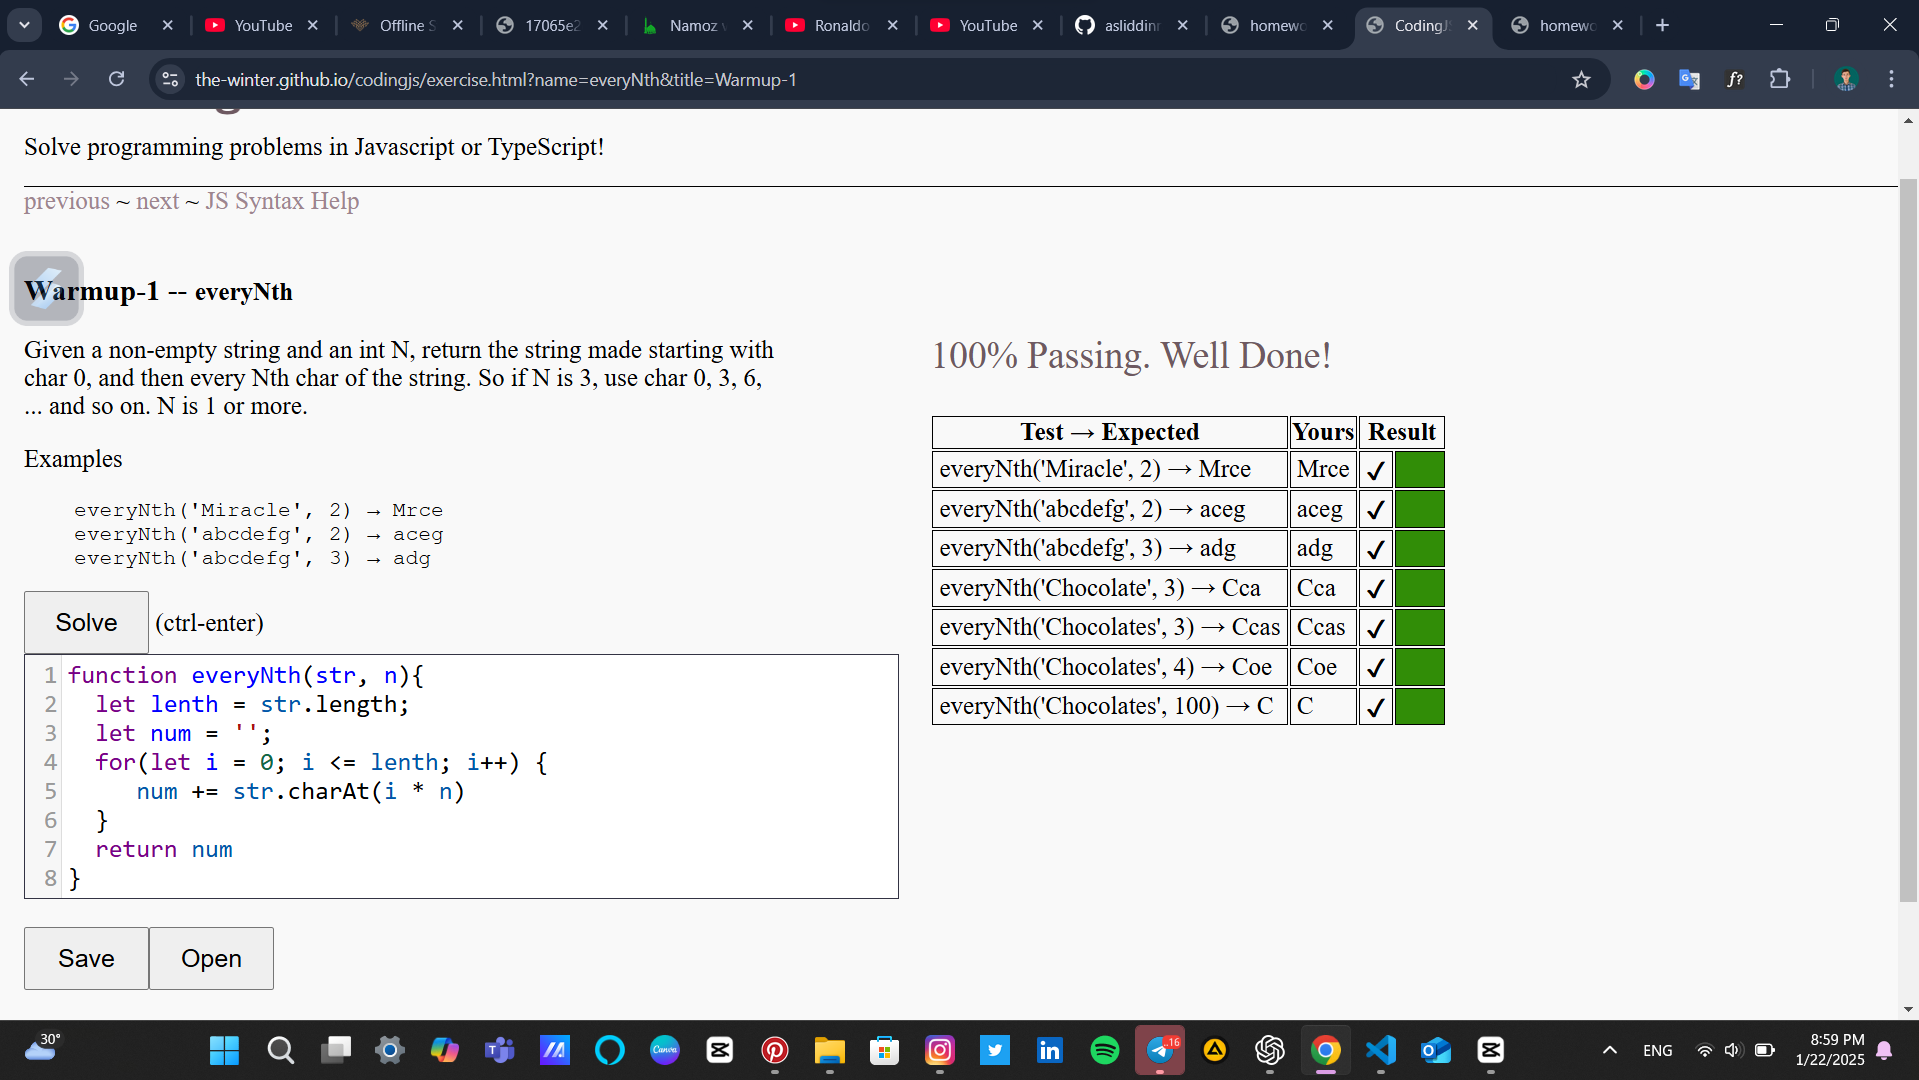 Google
YouTube
Offline S
17065e2
Namoz v
Ronaldo
YouTube
asliddinr
homewo
CodingJS
homewo
the-winter.github.io/codingjs/exercise.html?name=everyNth&title=Warmup-1
Solve programming problems in Javascript or TypeScript!
previous ~ next ~ JS Syntax Help
Warmup-1 -- everyNth
Given a non-empty string and an int N, return the string made starting with
char 0, and then every Nth char of the string. So if N is 3, use char 0, 3, 6,
... and so on. N is 1 or more.
Examples
everyNth('Miracle', 2) → Mrce
everyNth('abcdefg', 2) → aceg
everyNth('abcdefg', 3) → adg
Solve (ctrl-enter)
1 function everyNth(str, n){
2 let lenth = str.length;
3 let num = '';
4 for(let i = 0; i <= lenth; i++) {
5 num += str.charAt(i * n)
6 }
7 return num
8 }
Save Open
100% Passing. Well Done!
Test → Expected Yours Result
everyNth('Miracle', 2) → Mrce Mrce ✓
everyNth('abcdefg', 2) → aceg aceg ✓
everyNth('abcdefg', 3) → adg adg ✓
everyNth('Chocolate', 3) → Cca Cca ✓
everyNth('Chocolates', 3) → Ccas Ccas ✓
everyNth('Chocolates', 4) → Coe Coe ✓
everyNth('Chocolates', 100) → C C ✓
30°
Canva
16
ENG
8:59 PM
1/22/2025